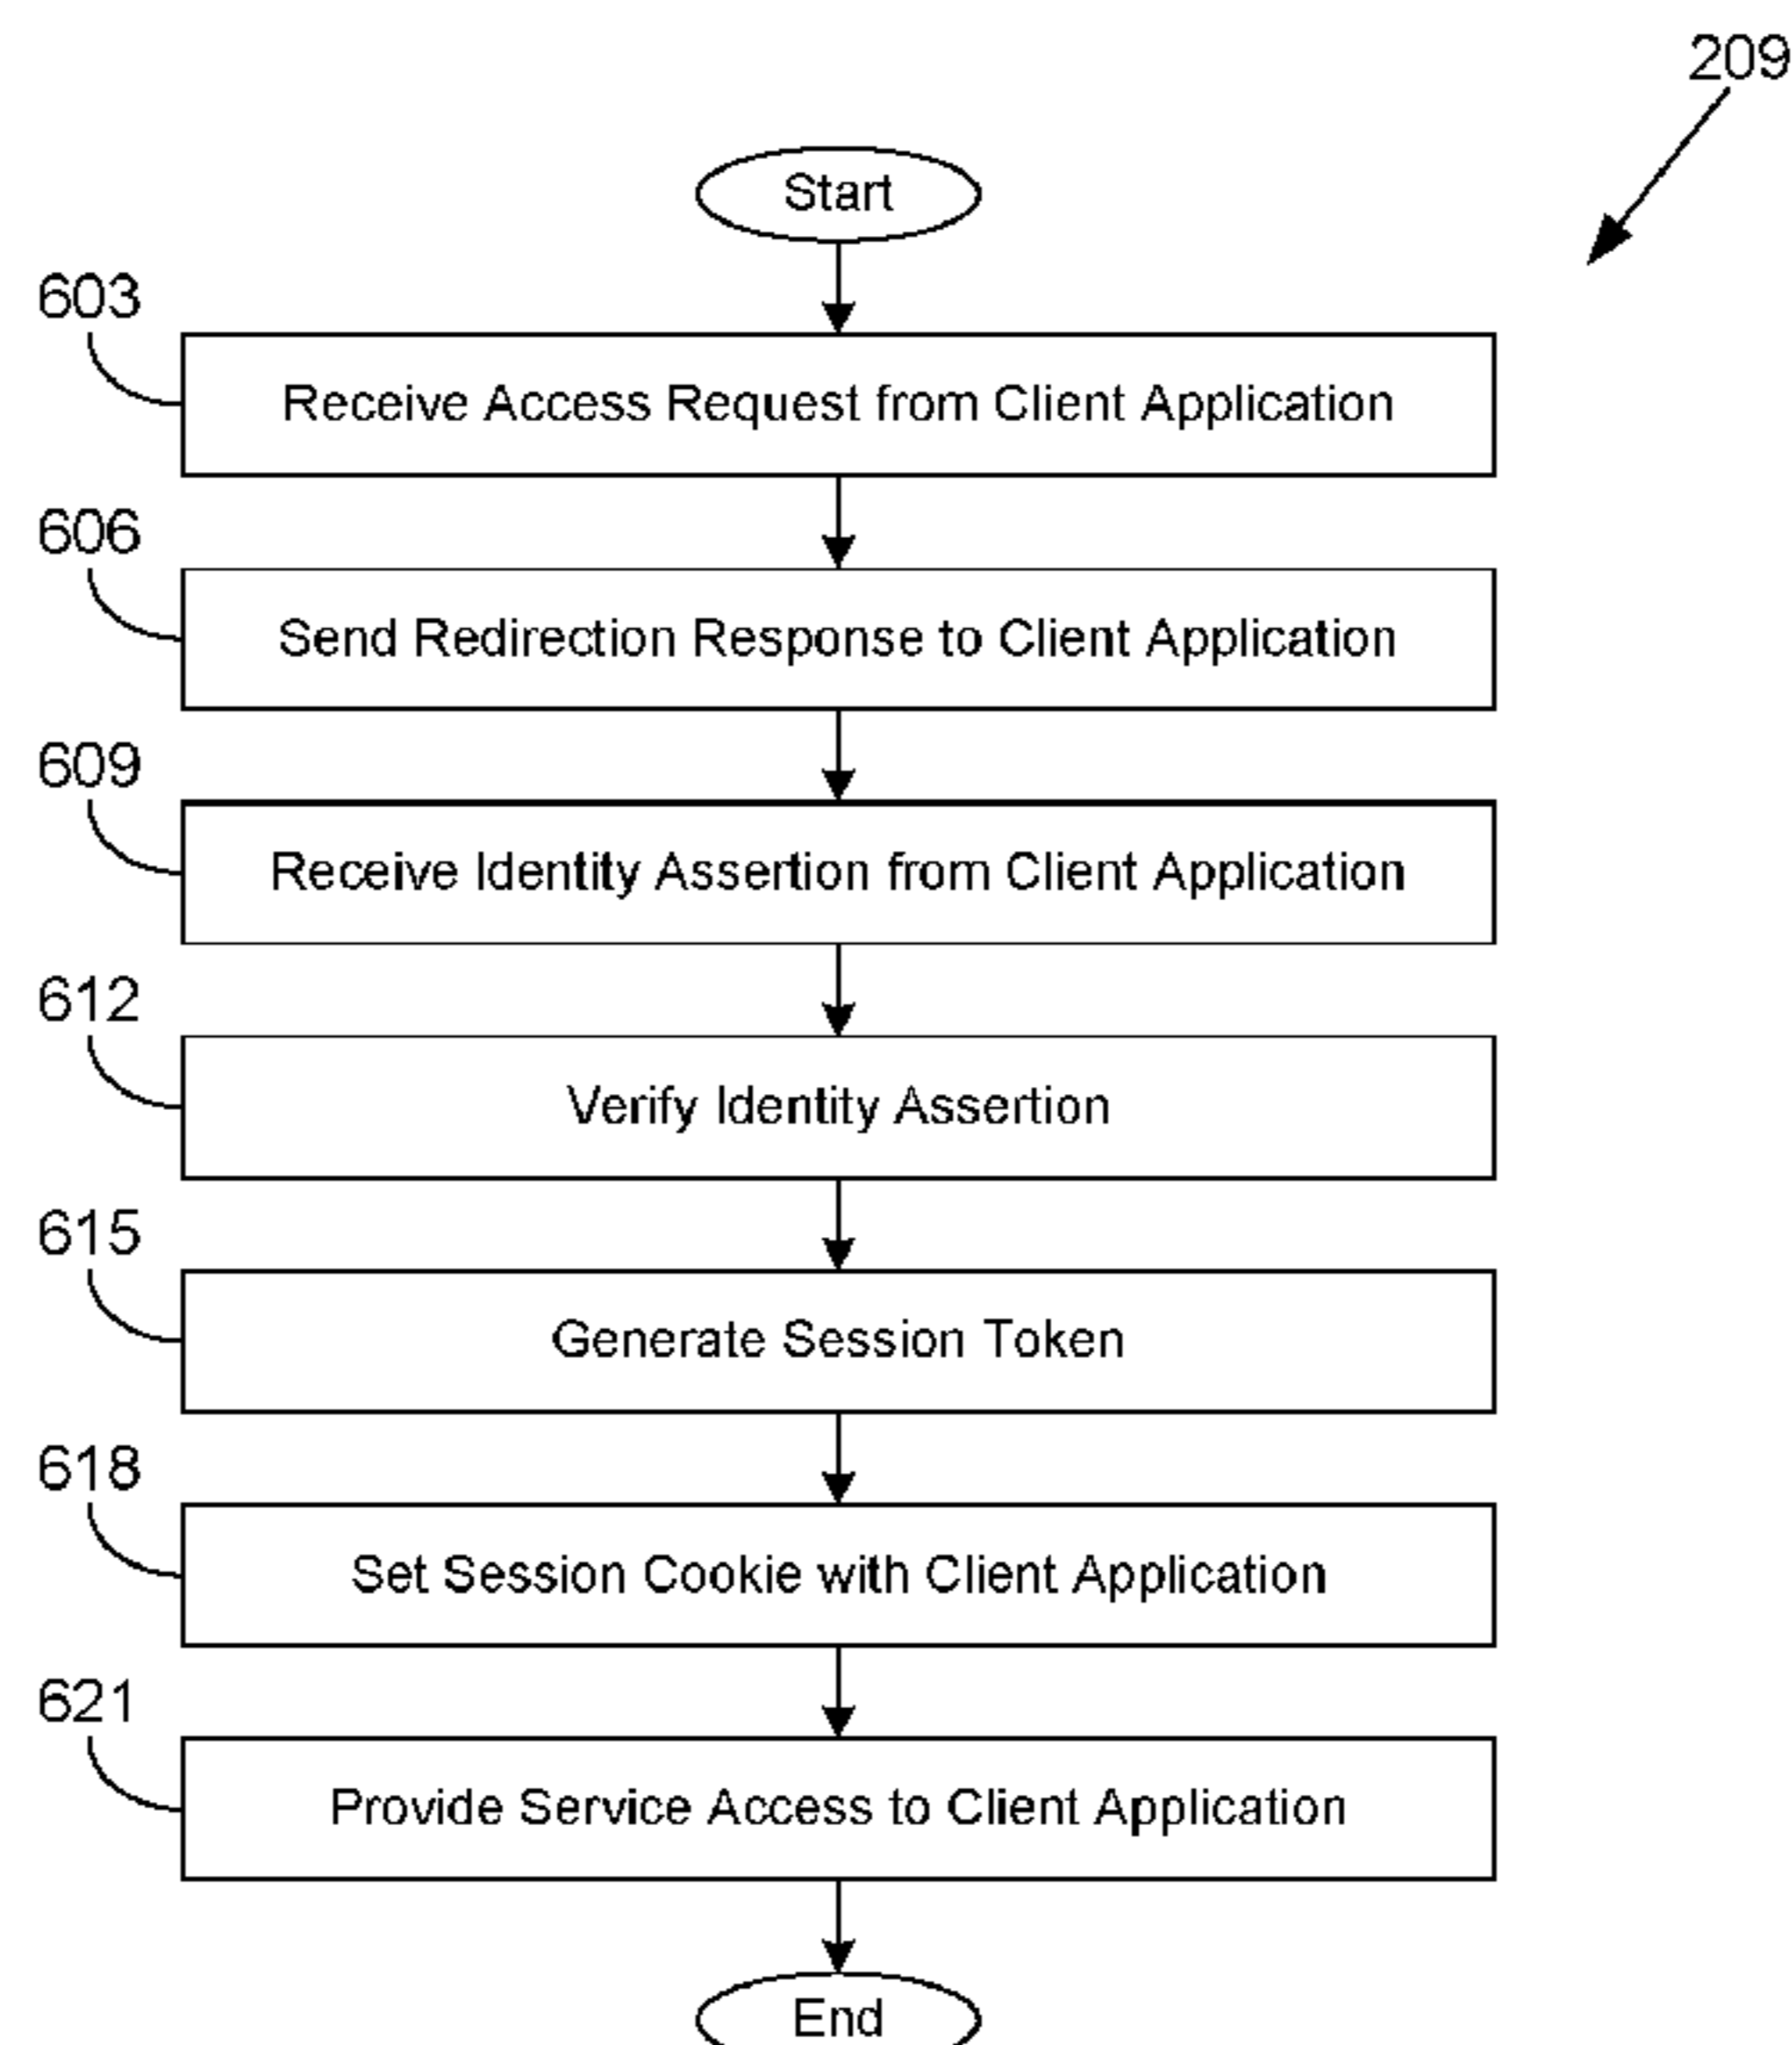 209
Start
603
Receive Access Request from Client Application
606
Send Redirection Response to Client Application
609
Receive Identity Assertion from Client Application
612
Verify Identity Assertion
615
Generate Session Token
618
Set Session Cookie with Client Application
621
Provide Service Access to Client Application
End